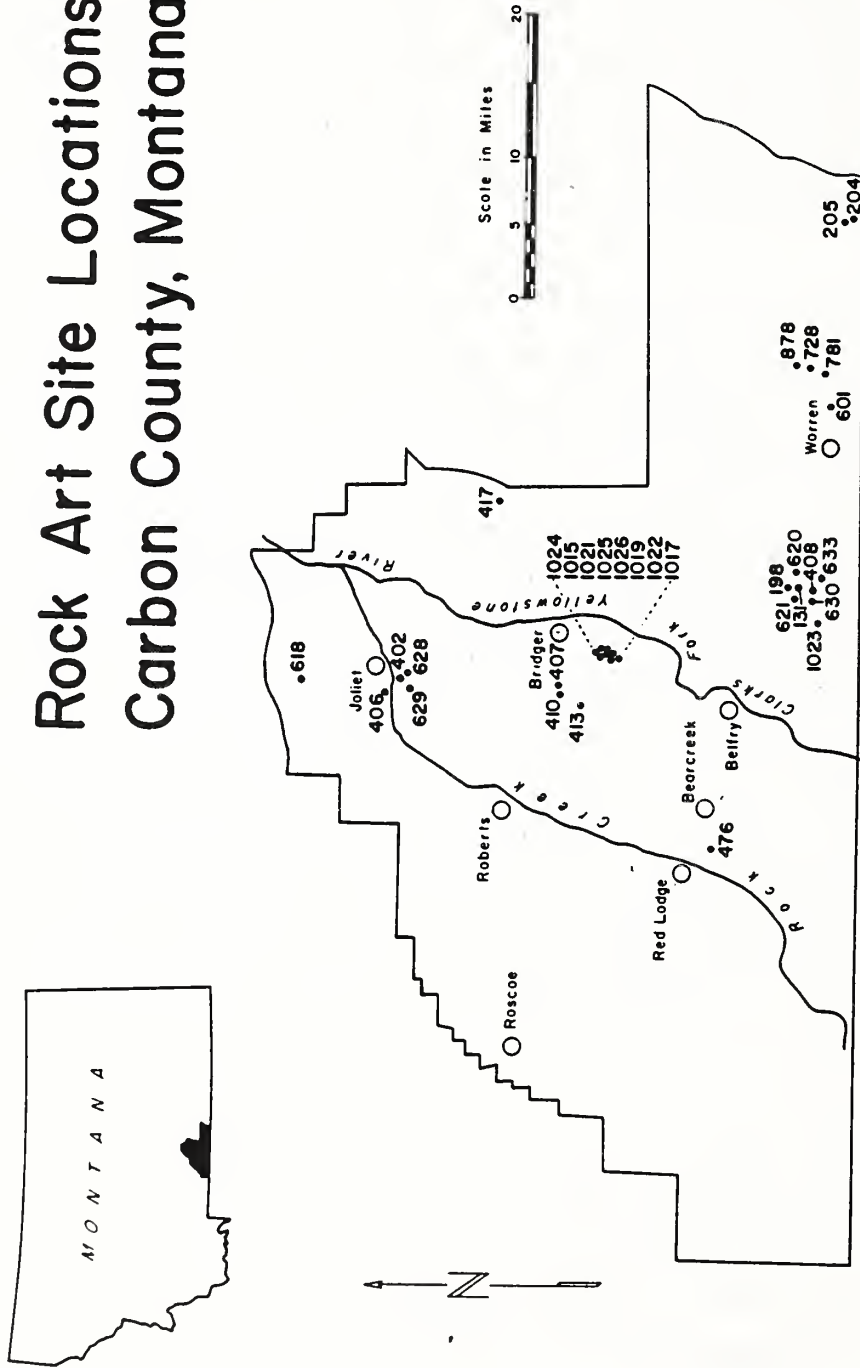 Rock Art Site Locations
Carbon County, Montana
MONTANA
N
Scale in Miles
0 5 10 20
618
Joliet
406
402
628
629
417
River
Yellowstone
Fork
Clarks
Rock
Creek
Roberts
Roscoe
Bridger
410
407
413
1024
1015
1021
1025
1026
1019
1022
1017
Red Lodge
Bearcreek
476
Belfry
198
621
620
131
408
1023
630
633
Warren
601
878
728
781
205
204